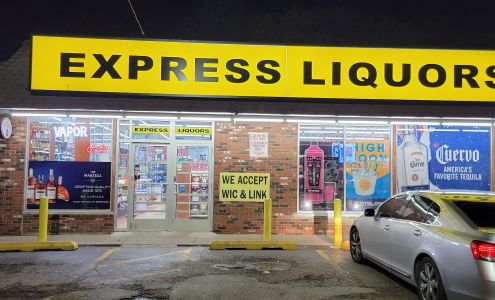 EXPRESS LIQUORS
VAPOR
EXPRESS LIQUORS
MARTELL
CRAFTING QUALITY
SINCE 1715
WE ACCEPT
WIC & LINK
HIGH
NOON
Cuervo
AMERICA'S
FAVORITE TEQUILA